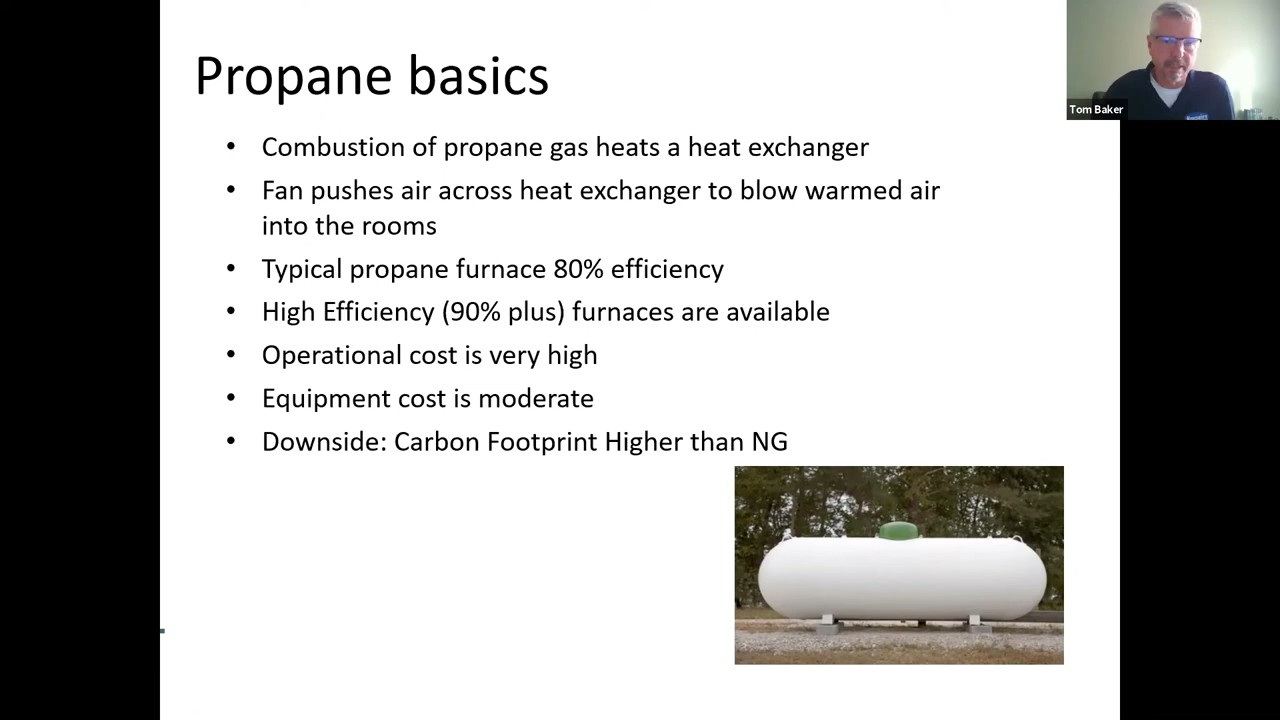 Propane basics
Tom Baker
• Combustion of propane gas heats a heat exchanger
• Fan pushes air across heat exchanger to blow warmed air
into the rooms
• Typical propane furnace 80% efficiency
• High Efficiency (90% plus) furnaces are available
• Operational cost is very high
• Equipment cost is moderate
• Downside: Carbon Footprint Higher than NG